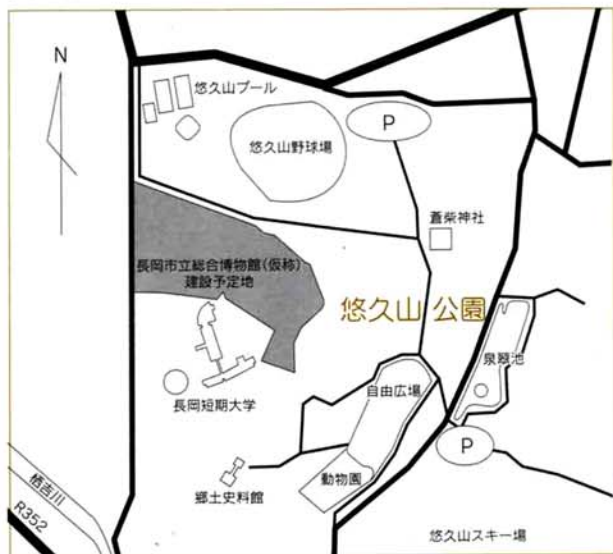 N
悠久山プール
P
悠久山野球場
蒼柴神社
長岡市立総合博物館(仮称)
建設予定地
悠久山 公園
泉翠池
自由広場
長岡短期大学
P
動物園
郷土史料館
栖吉川
R352
悠久山スキー場